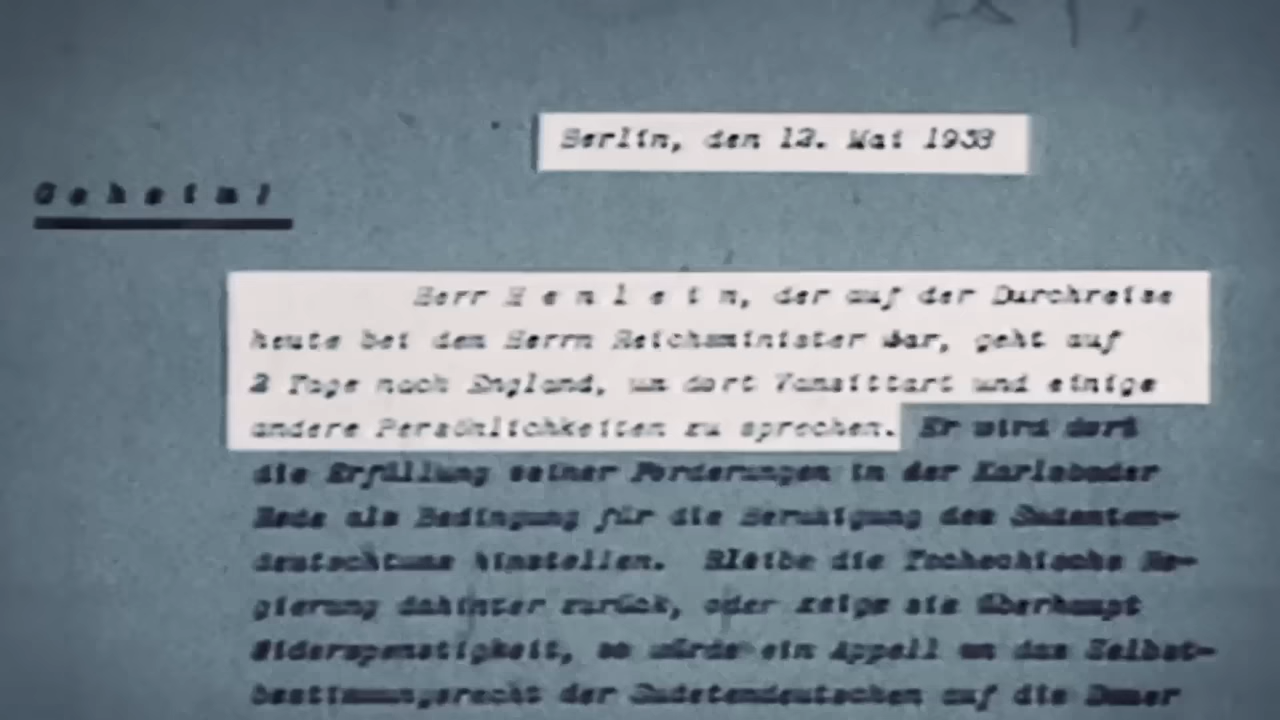 Berlin, den 12. Mai 1938
Geheim!
Herr Henlein, der auf der Durchreise
heute bei dem Herrn Reichsminister war, geht auf
2 Tage nach England, um dort Vansittart und einige
andere Persönlichkeiten zu sprechen. Er wird dort
die Erfüllung seiner Forderungen in der Karlsbader
Rede als Bedingung für die Beruhigung des Sudeten-
deutschtums hinstellen. Bleibe die Tschechische Re-
gierung dahinter zurück, oder zeige sie überhaupt
Widerspenstigkeit, so würde ein Appell an das Selbst-
bestimmungsrecht der Sudetendeutschen auf die Dauer